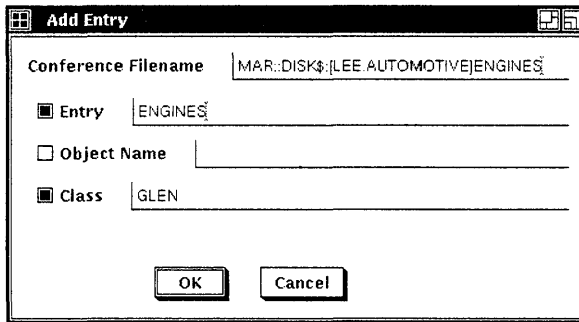 Add Entry
Conference Filename MAR::DISK$:[LEE.AUTOMOTIVE]ENGINES
Entry ENGINES
Object Name
Class GLEN
OK Cancel